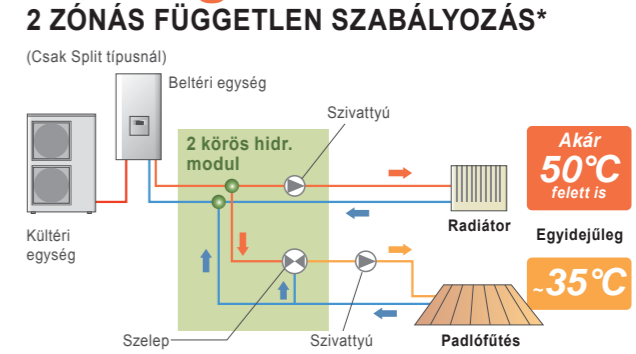 2 ZÓNÁS FÜGGETLEN SZABÁLYOZÁS*
(Csak Split típusnál)
Beltéri egység
Szivattyú
2 körös hidr.
modul
Akár
50°C
felett is
Radiátor
Egyidejűleg
Kültéri
egység
~35°C
Szelep
Szivattyú
Padlófűtés